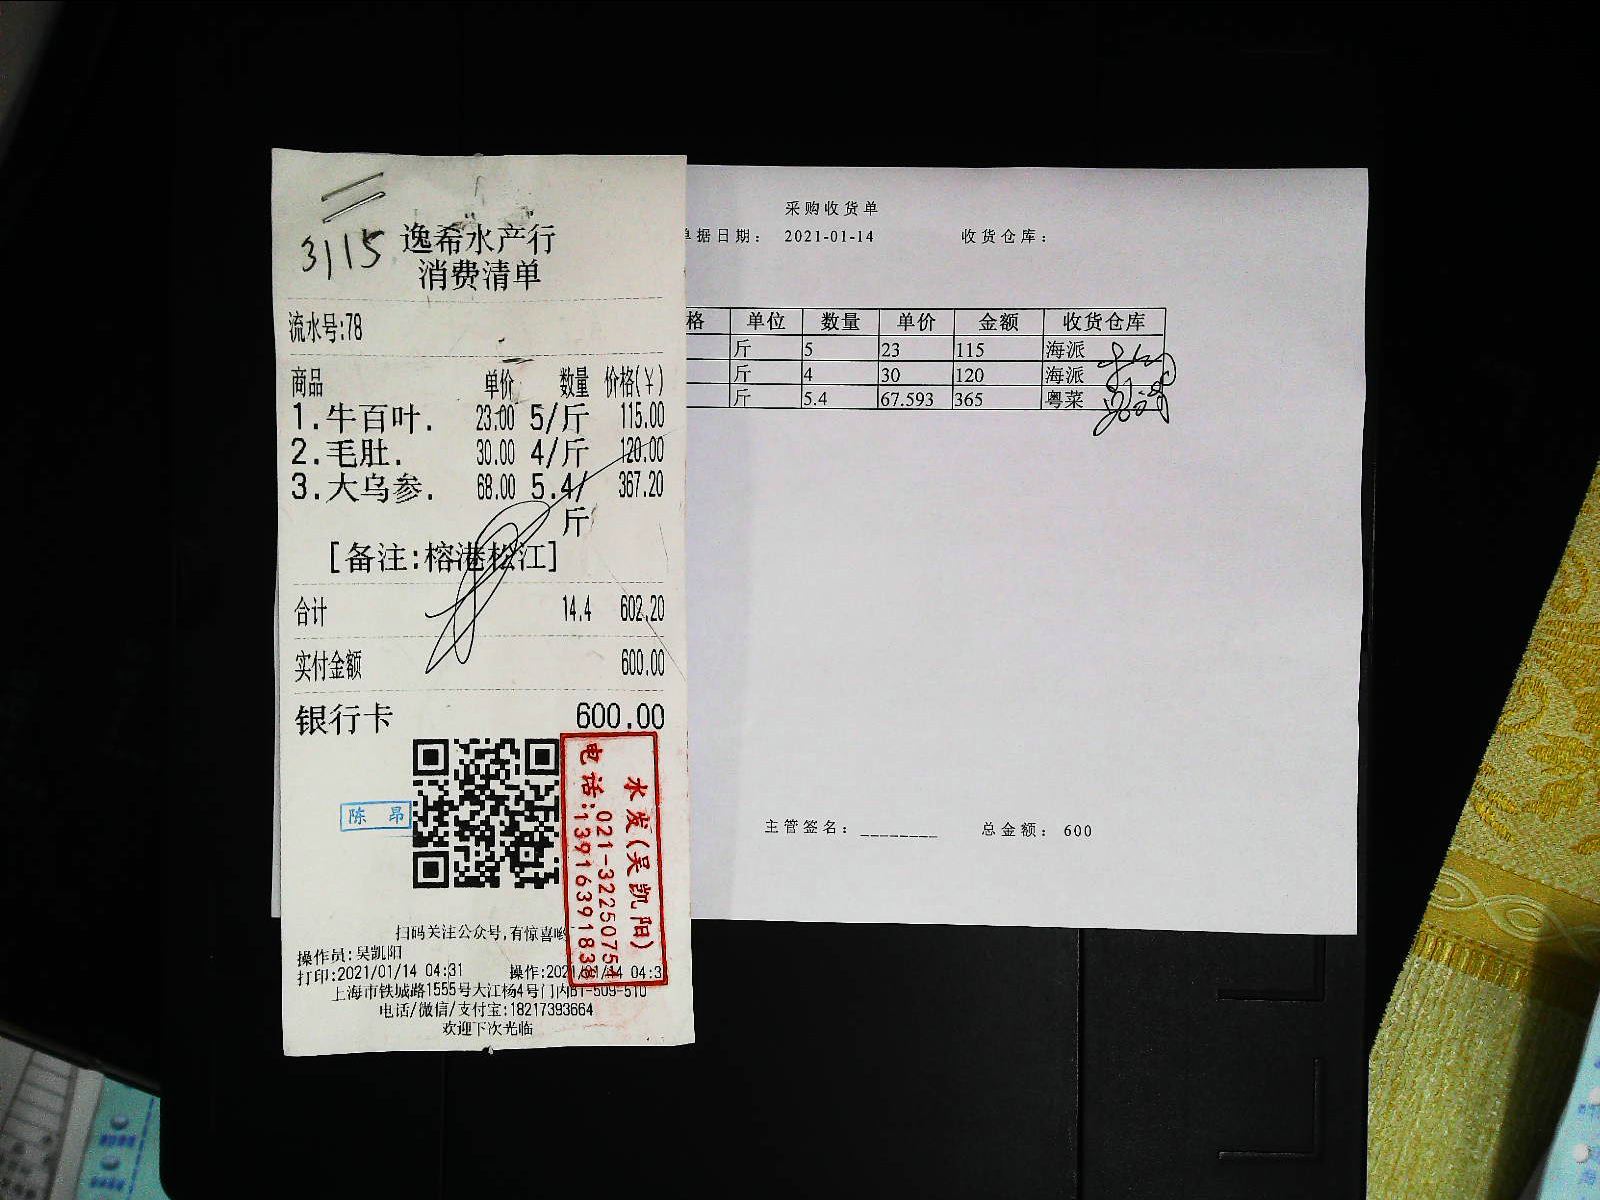 3115
逸希水产行
消费清单
流水号:78
商品 单价 数量 价格(￥)
1.牛百叶. 23.00 5/斤 115.00
2.毛肚. 30.00 4/斤 120.00
3.大乌参. 68.00 5.4/斤 367.20
[备注:榕港松江]
合计 14.4 602.20
实付金额 600.00
银行卡 600.00
陈昂
水发(吴凯阳)
电话:021-32250754
13916391838
扫码关注公众号,有惊喜哟
操作员:吴凯阳
打印:2021/01/14 04:31 操作:2021/01/14 04:3
上海市铁城路1555号大江杨4号门内B1-509-510
电话/微信/支付宝:18217393664
欢迎下次光临
采购收货单
单据日期: 2021-01-14 收货仓库:
格 单位 数量 单价 金额 收货仓库
斤 5 23 115 海派
斤 4 30 120 海派
斤 5.4 67.593 365 粤菜
主管签名: ________ 总金额: 600